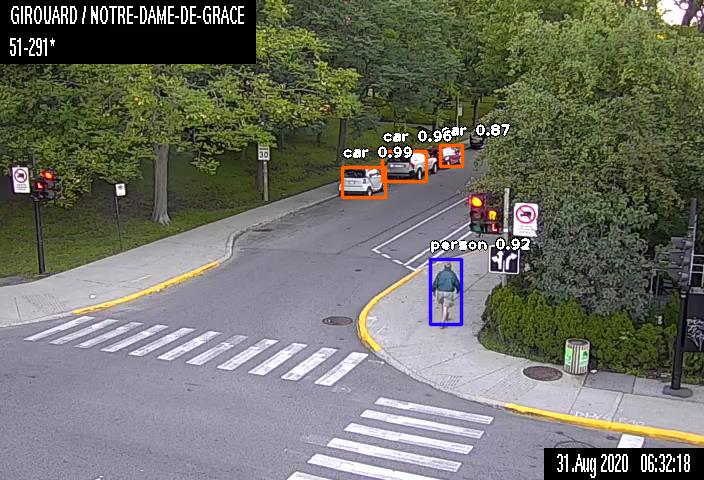 GIROUARD / NOTRE-DAME-DE-GRACE
51-291*
car 0.96
car 0.87
car 0.99
30
person 0.92
31.Aug 2020 06:32:18